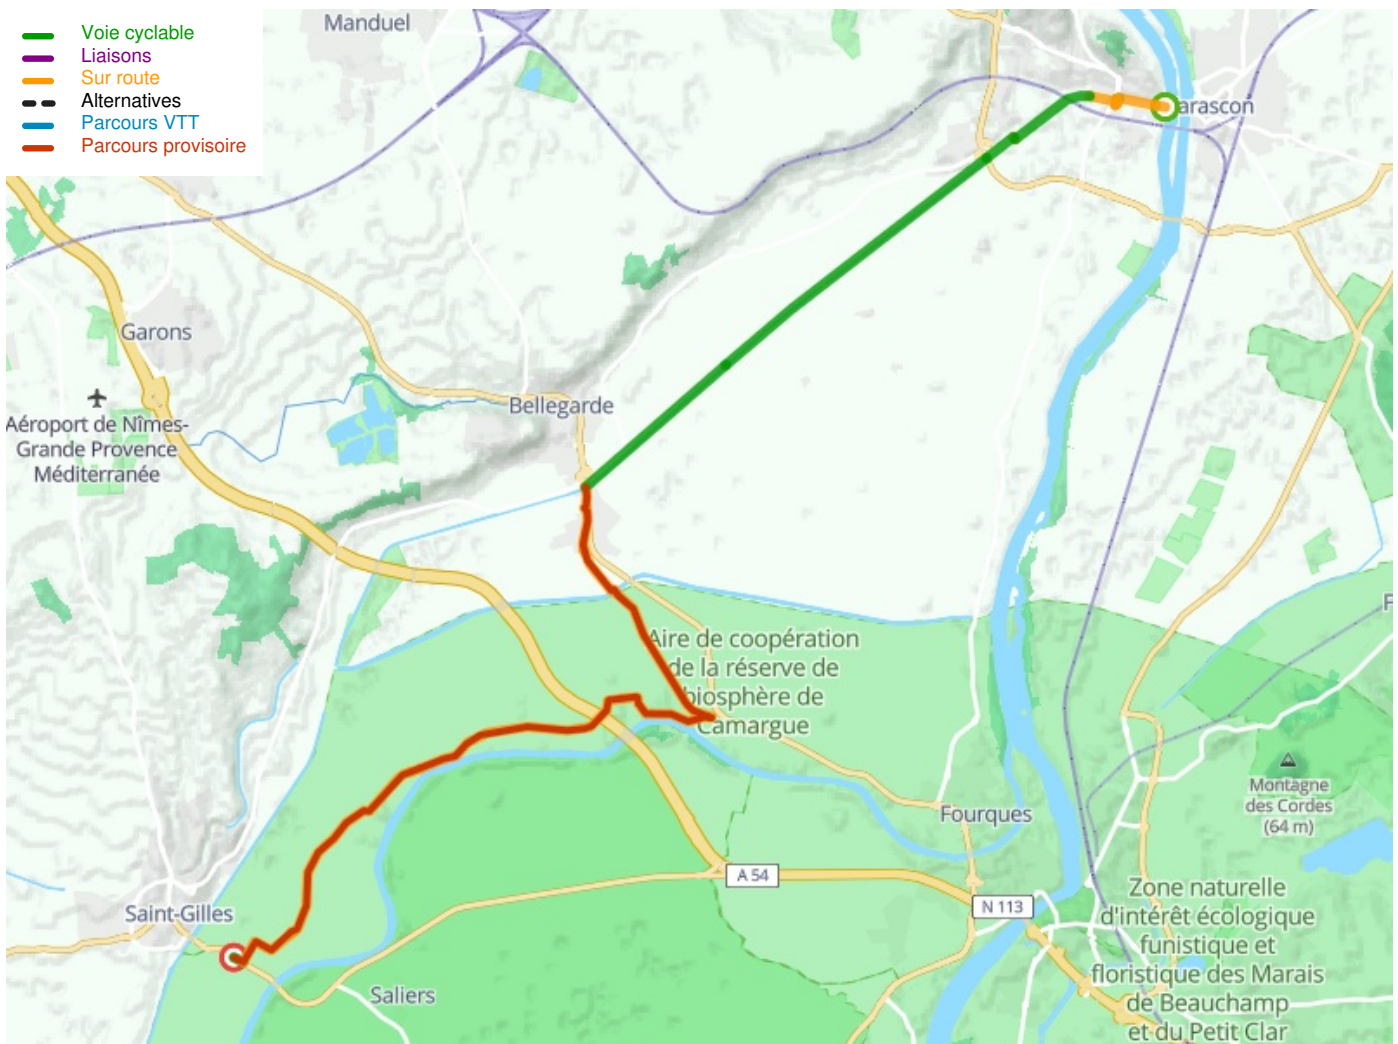 Voie cyclable
Liaisons
Sur route
Alternatives
Parcours VTT
Parcours provisoire
Manduel
arascon
Garons
Aéroport de Nîmes-
Grande Provence
Méditerranée
Bellegarde
Aire de coopération
de la réserve de
biosphère de
Camargue
Fourques
Montagne
des Cordes
(64 m)
F
A 54
N 113
Saint-Gilles
Saliers
Zone naturelle
d'intérêt écologique
funistique et
floristique des Marais
de Beauchamp
et du Petit Clar